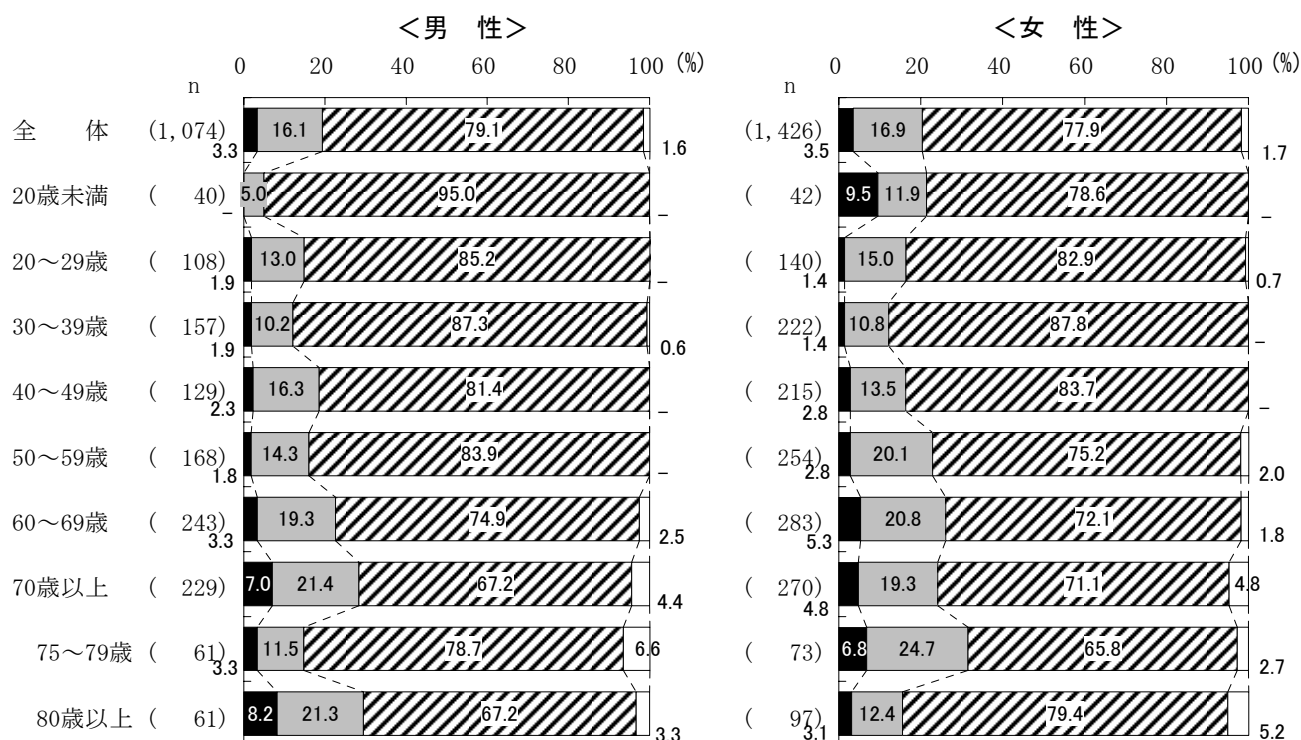 ＜男　性＞ ＜女　性＞
0 20 40 60 80 100 (%) 0 20 40 60 80 100 (%)
n n
全　体 (1,074) 3.3 16.1 79.1 1.6 (1,426) 3.5 16.9 77.9 1.7
20歳未満 ( 40) － 5.0 95.0 － ( 42) 9.5 11.9 78.6 －
20～29歳 ( 108) 1.9 13.0 85.2 － ( 140) 1.4 15.0 82.9 0.7
30～39歳 ( 157) 1.9 10.2 87.3 0.6 ( 222) 1.4 10.8 87.8 －
40～49歳 ( 129) 2.3 16.3 81.4 － ( 215) 2.8 13.5 83.7 －
50～59歳 ( 168) 1.8 14.3 83.9 － ( 254) 2.8 20.1 75.2 2.0
60～69歳 ( 243) 3.3 19.3 74.9 2.5 ( 283) 5.3 20.8 72.1 1.8
70歳以上 ( 229) 7.0 21.4 67.2 4.4 ( 270) 4.8 19.3 71.1 4.8
75～79歳 ( 61) 3.3 11.5 78.7 6.6 ( 73) 6.8 24.7 65.8 2.7
80歳以上 ( 61) 8.2 21.3 67.2 3.3 ( 97) 3.1 12.4 79.4 5.2